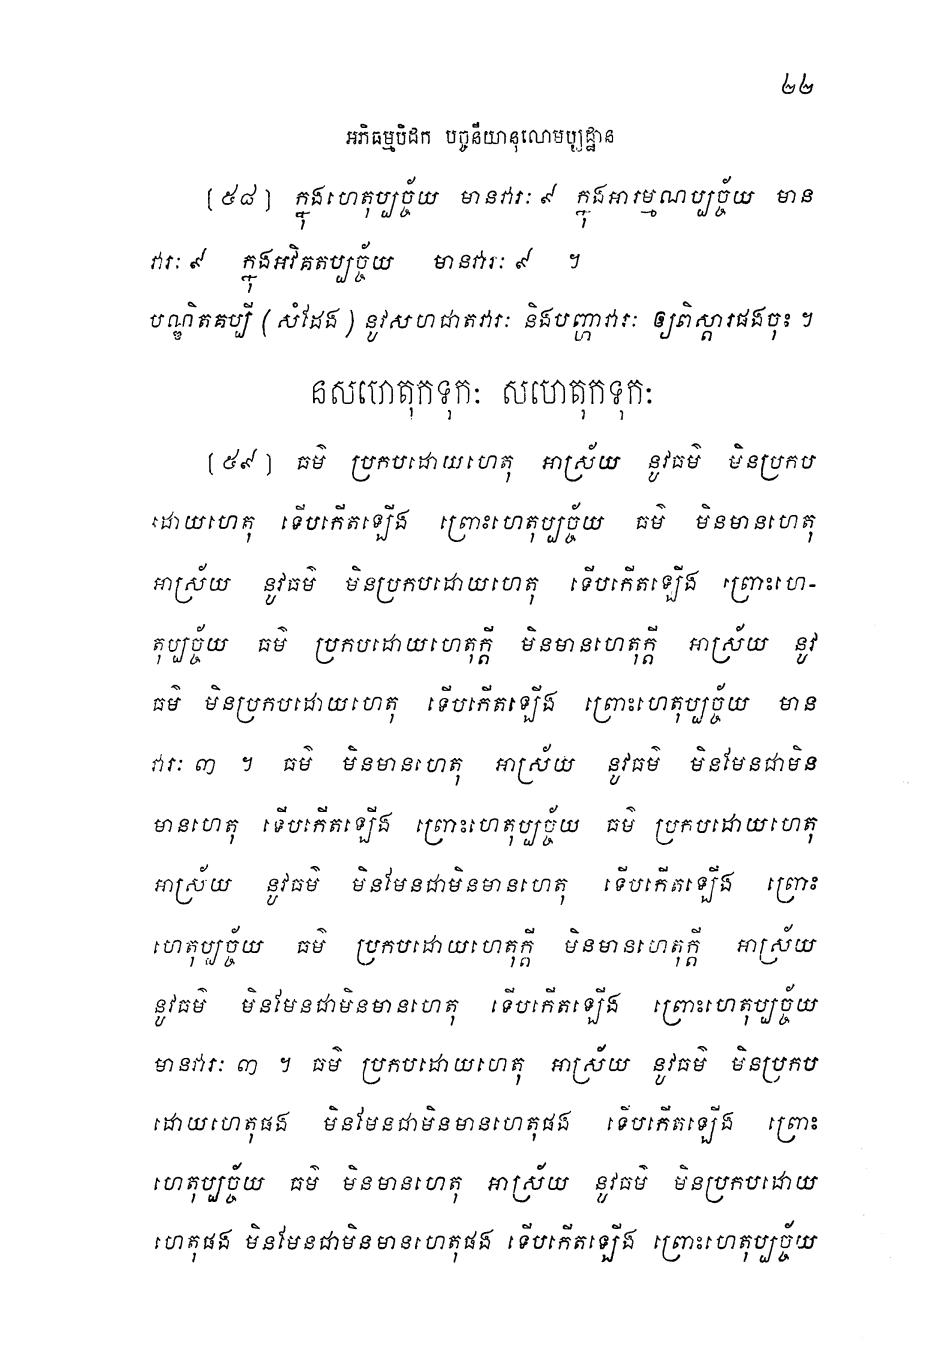 ២២
អភិធម្មបិដក បច្ចនីយានុលោមប្បដ្ឋាន
(៥៨) ក្នុងហេតុប្បច្ច័យ មានវារៈ ៩ ក្នុងអារម្មណប្បច្ច័យ មាន
វារៈ ៩ ក្នុងអវិគតប្បច្ច័យ មានវារៈ ៩ ។
បណ្ឌិតគប្បី ( សំដែង ) នូវសហជាតវារៈ និងបញ្ហាវារៈ ឲ្យពិស្តារផងចុះ ។
នសហេតុកទុកៈ សហេតុកទុកៈ
(៥៩) ធម៌ ប្រកបដោយហេតុ អាស្រ័យ នូវធម៌ មិនប្រកប
ដោយហេតុ ទើបកើតឡើង ព្រោះហេតុប្បច្ច័យ ធម៌ មិនមានហេតុ
អាស្រ័យ នូវធម៌ មិនប្រកបដោយហេតុ ទើបកើតឡើង ព្រោះហេ-
តុប្បច្ច័យ ធម៌ ប្រកបដោយហេតុក្តី មិនមានហេតុក្តី អាស្រ័យ នូវ
ធម៌ មិនប្រកបដោយហេតុ ទើបកើតឡើង ព្រោះហេតុប្បច្ច័យ មាន
វារៈ ៣ ។ ធម៌ មិនមានហេតុ អាស្រ័យ នូវធម៌ មិនមែនជាមិន
មានហេតុ ទើបកើតឡើង ព្រោះហេតុប្បច្ច័យ ធម៌ ប្រកបដោយហេតុ
អាស្រ័យ នូវធម៌ មិនមែនជាមិនមានហេតុ ទើបកើតឡើង ព្រោះ
ហេតុប្បច្ច័យ ធម៌ ប្រកបដោយហេតុក្តី មិនមានហេតុក្តី អាស្រ័យ
នូវធម៌ មិនមែនជាមិនមានហេតុ ទើបកើតឡើង ព្រោះហេតុប្បច្ច័យ
មានវារៈ ៣ ។ ធម៌ ប្រកបដោយហេតុ អាស្រ័យ នូវធម៌ មិនប្រកប
ដោយហេតុផង មិនមែនជាមិនមានហេតុផង ទើបកើតឡើង ព្រោះ
ហេតុប្បច្ច័យ ធម៌ មិនមានហេតុ អាស្រ័យ នូវធម៌ មិនប្រកបដោយ
ហេតុផង មិនមែនជាមិនមានហេតុផង ទើបកើតឡើង ព្រោះហេតុប្បច្ច័យ